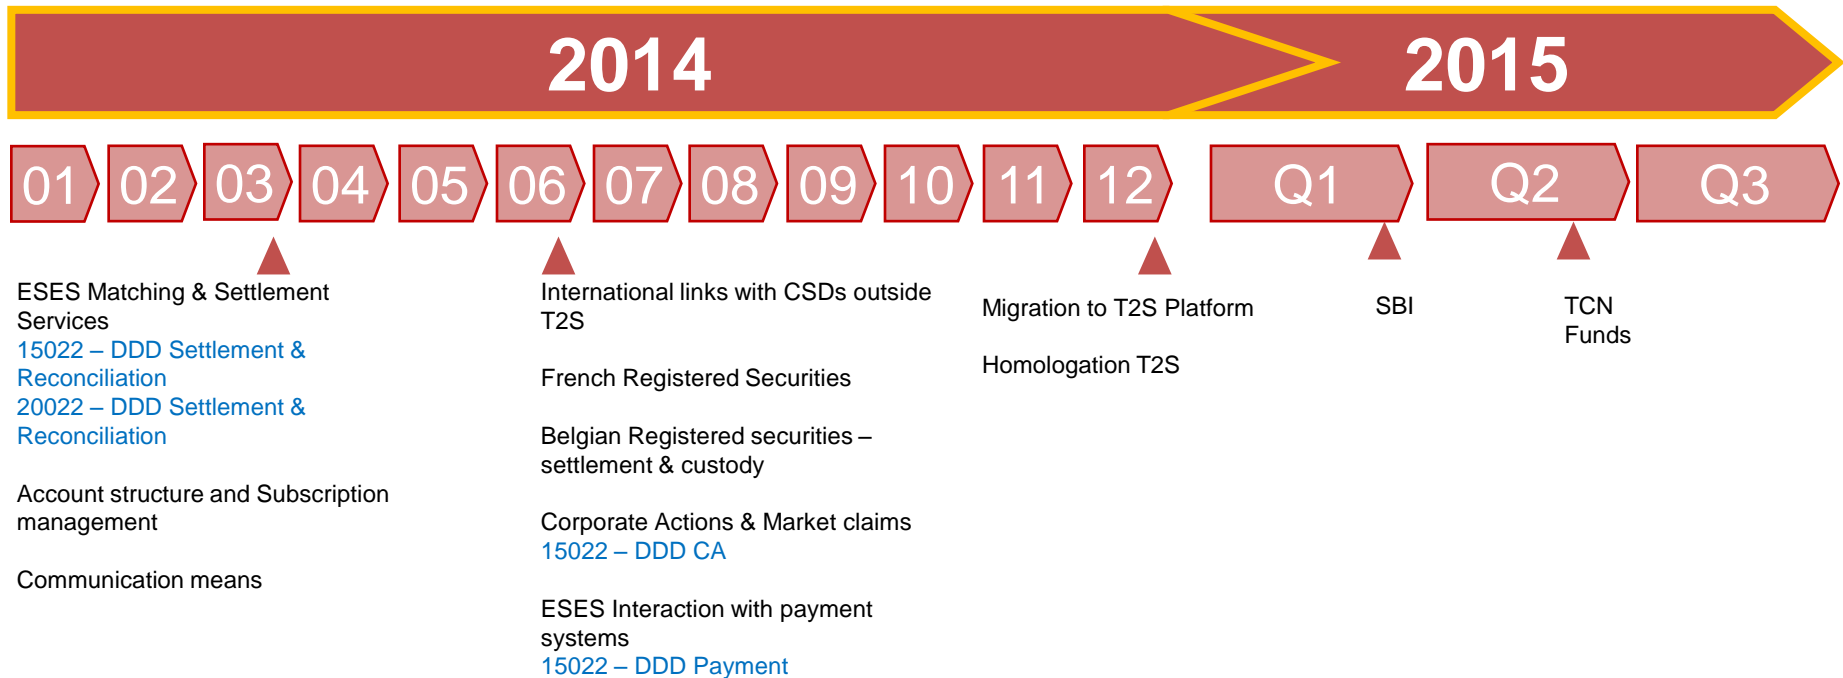 2014
2015
01
02
03
04
05
06
07
08
09
10
11
12
Q1
Q2
Q3
ESES Matching & Settlement
Services
15022 – DDD Settlement &
Reconciliation
20022 – DDD Settlement &
Reconciliation
Account structure and Subscription
management
Communication means
International links with CSDs outside
T2S
French Registered Securities
Belgian Registered securities –
settlement & custody
Corporate Actions & Market claims
15022 – DDD CA
ESES Interaction with payment
systems
15022 – DDD Payment
Migration to T2S Platform
Homologation T2S
SBI
TCN
Funds